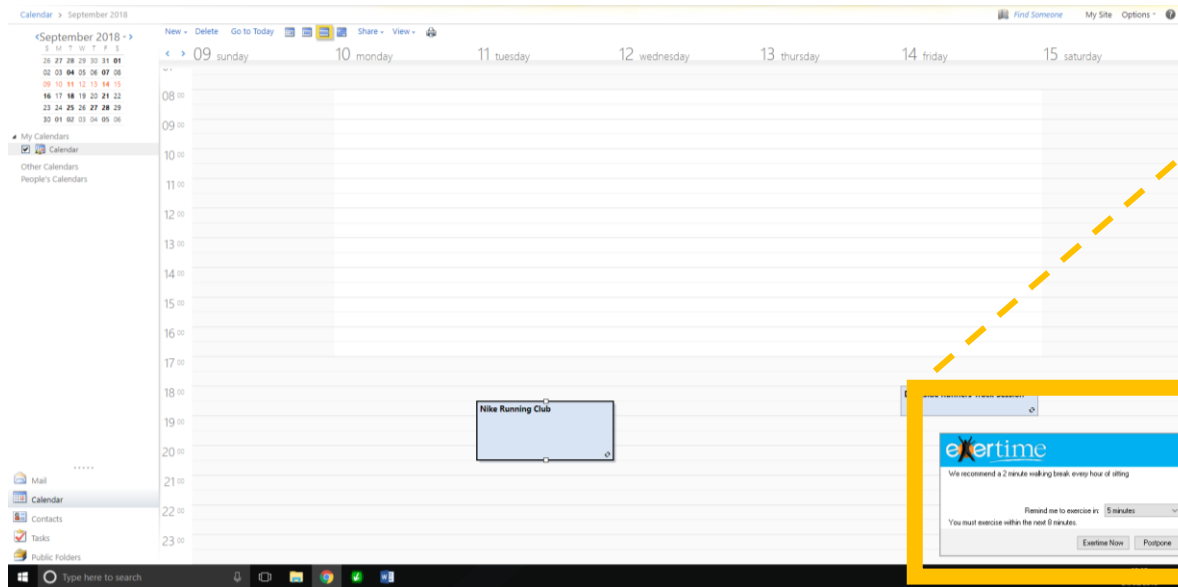 Calendar > September 2018
Find Someone My Site Options
September 2018
New Delete Go to Today Share View
S M T W T F S
26 27 28 29 30 31 01
02 03 04 05 06 07 08
09 10 11 12 13 14 15
16 17 18 19 20 21 22
23 24 25 26 27 28 29
30 01 02 03 04 05 06
My Calendars
Calendar
Other Calendars
People's Calendars
09 sunday 10 monday 11 tuesday 12 wednesday 13 thursday 14 friday 15 saturday
08 00
09 00
10 00
11 00
12 00
13 00
14 00
15 00
16 00
17 00
18 00
19 00
20 00
21 00
22 00
23 00
Nike Running Club
exertime
We recommend a 2 minute walking break every hour of sitting
Remind me to exercise in: 5 minutes
You must exercise within the next 8 minutes.
Exertime Now Postpone
Mail
Calendar
Contacts
Tasks
Public Folders
Type here to search